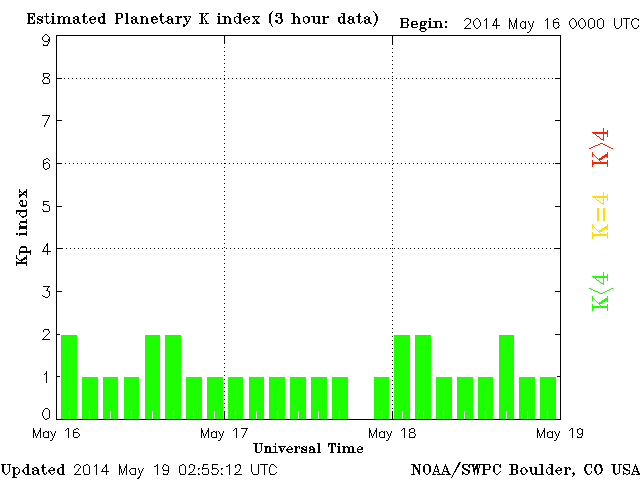 Estimated Planetary K index (3 hour data) Begin: 2014 May 16 0000 UTC
9
8
7
6
5
4
3
2
1
0
Kp index
K>4
K=4
K<4
May 16 May 17 May 18 May 19
Universal Time
Updated 2014 May 19 02:55:12 UTC NOAA/SWPC Boulder, CO USA